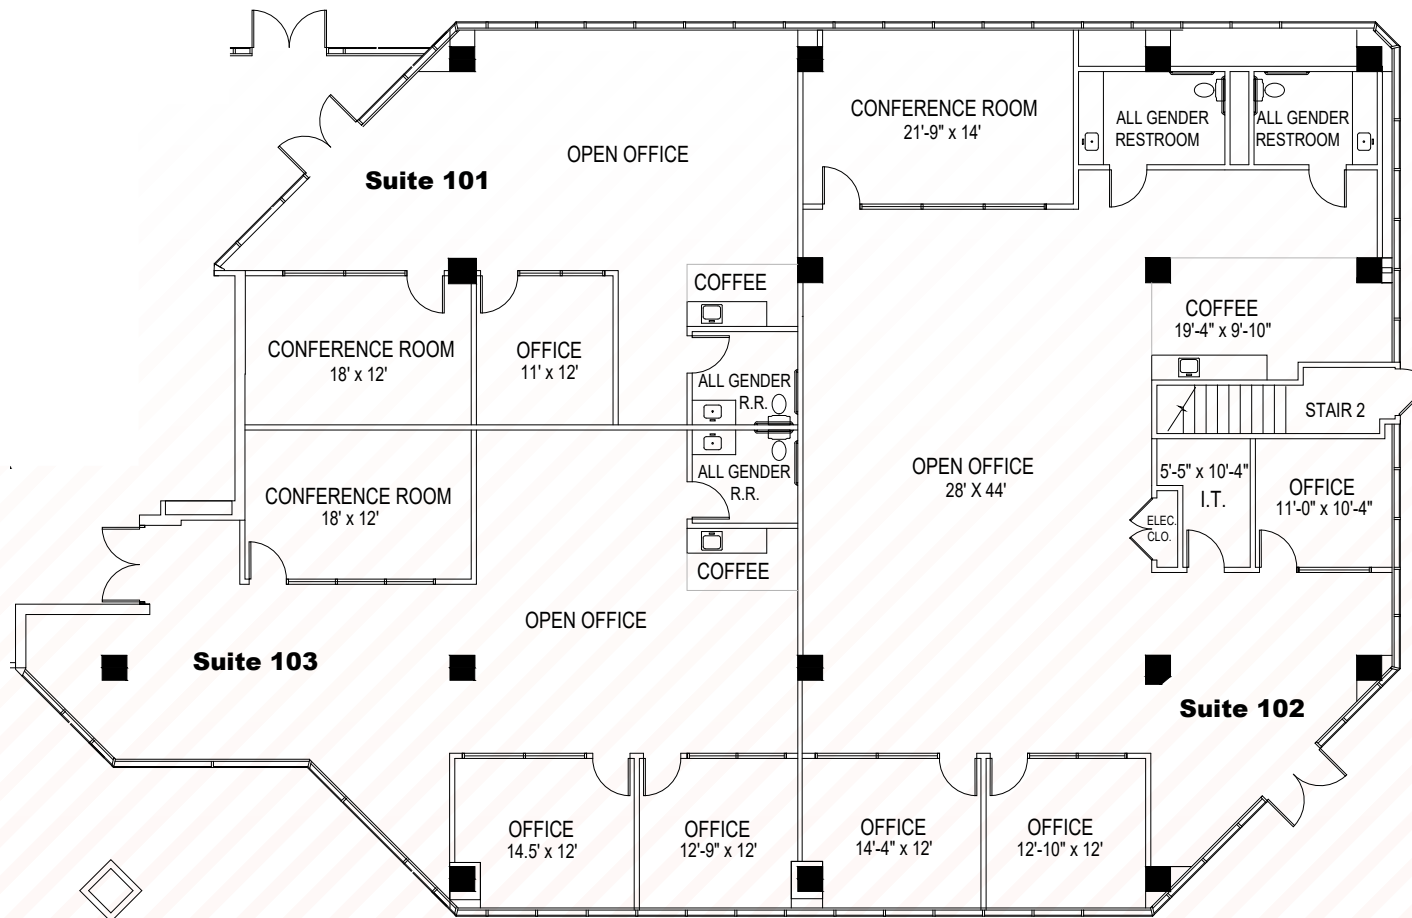 CONFERENCE ROOM
21'-9" x 14'
ALL GENDER
RESTROOM
ALL GENDER
RESTROOM
OPEN OFFICE
Suite 101
COFFEE
COFFEE
19'-4" x 9'-10"
CONFERENCE ROOM
18' x 12'
OFFICE
11' x 12'
ALL GENDER
R.R.
STAIR 2
ALL GENDER
R.R.
OPEN OFFICE
28' X 44'
5'-5" x 10'-4"
I.T.
OFFICE
11'-0" x 10'-4"
CONFERENCE ROOM
18' x 12'
ELEC.
CLO.
COFFEE
OPEN OFFICE
Suite 103
Suite 102
OFFICE
14.5' x 12'
OFFICE
12'-9" x 12'
OFFICE
14'-4" x 12'
OFFICE
12'-10" x 12'